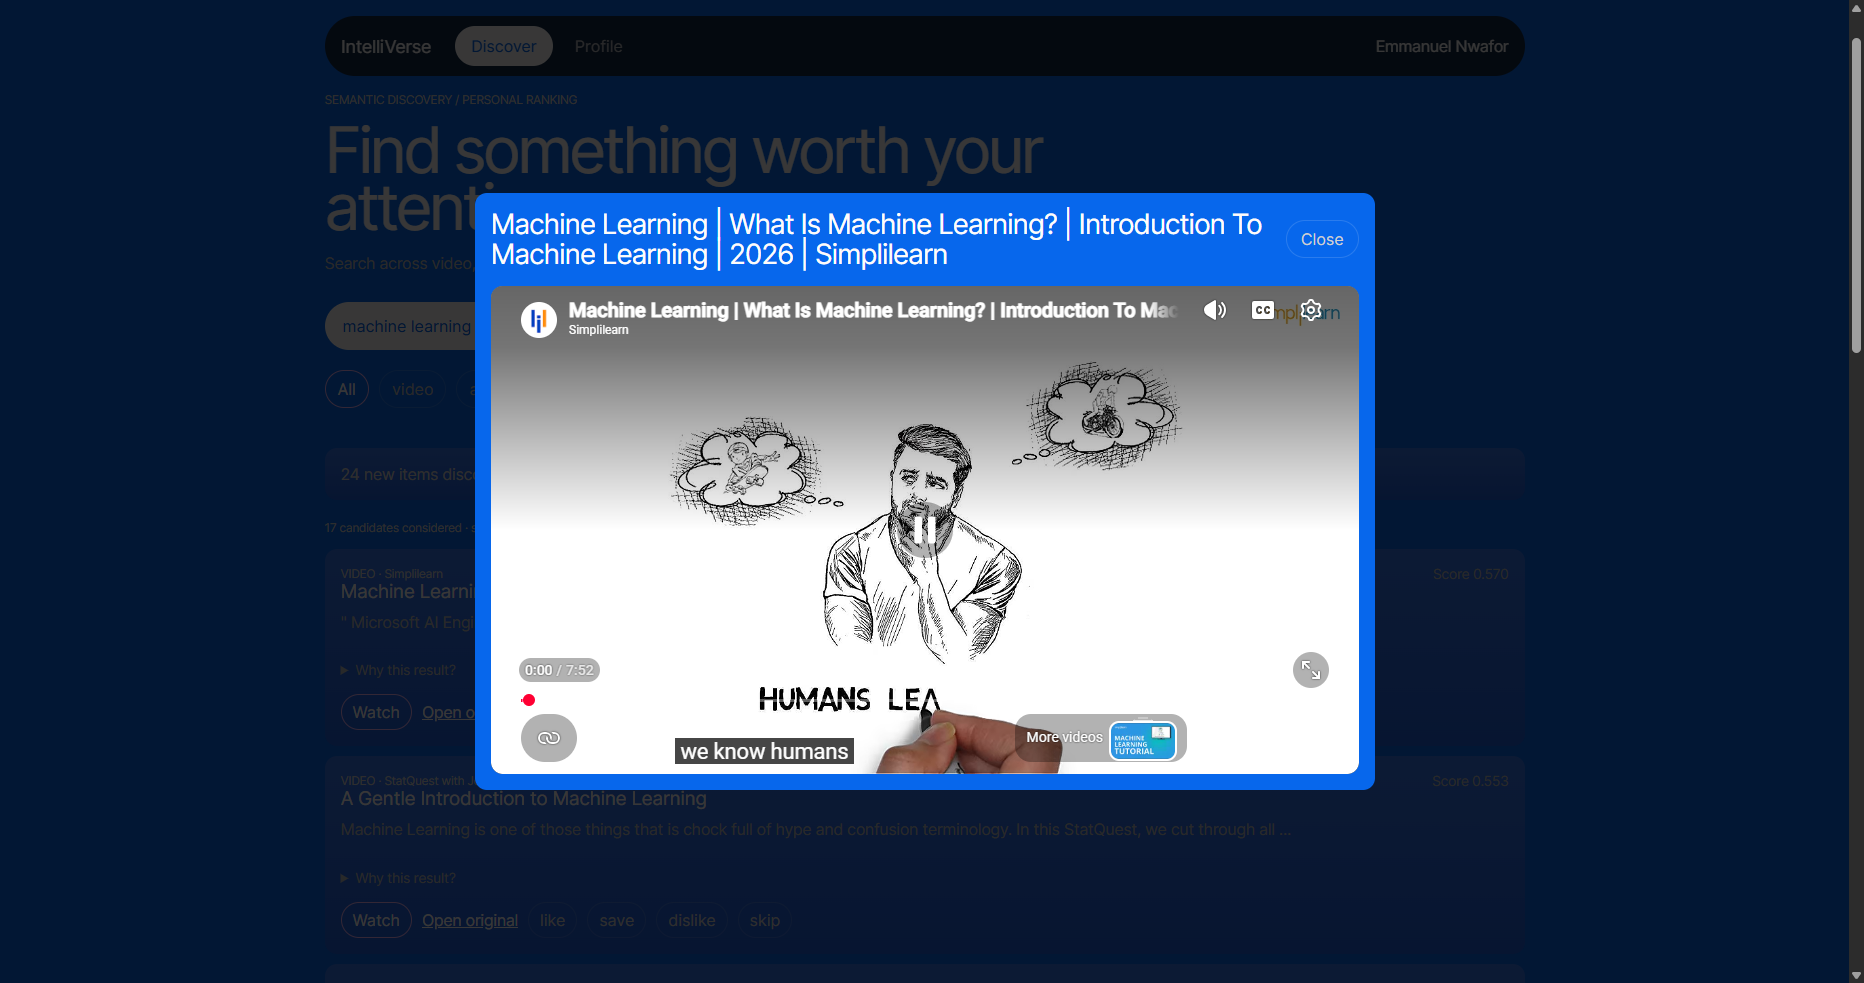 IntelliVerse
Discover
Profile
Emmanuel Nwafor
SEMANTIC DISCOVERY / PERSONAL RANKING
Find something worth your
Search across video,
machine learning
All
video
24 new items
17 candidates considered ·
Machine Learning | What Is Machine Learning? | Introduction To
Machine Learning | 2026 | Simplilearn
Close
Machine Learning | What Is Machine Learning? | Introduction To
Simplilearn
CC
HUMANS
0:00 / 7:52
we know humans
More videos
MACHINE
LEARNING
TUTORIAL
VIDEO · Simplilearn
Score 0.570
Machine
" Microsoft AI
Why this result?
Watch
Open
VIDEO · StatQuest with
Score 0.553
A Gentle Introduction to Machine Learning
Machine Learning is one of those things that is chock full of hype and confusion terminology. In this StatQuest, we cut through all ...
Why this result?
Watch
Open original
like
save
dislike
skip